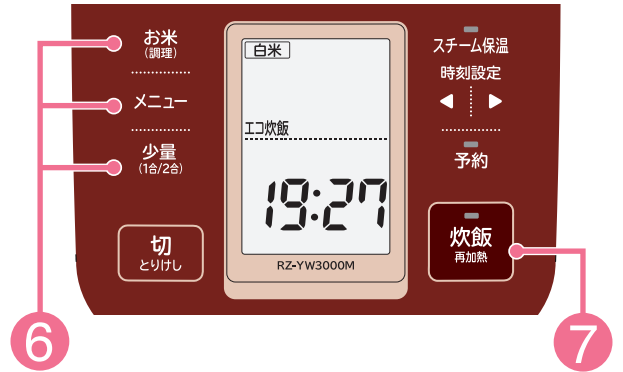 お米
(調理)
メニュー
少量
(1合/2合)
切
とりけし
白米
エコ炊飯
19:27
RZ-YW3000M
スチーム保温
時刻設定
予約
炊飯
再加熱
6
7